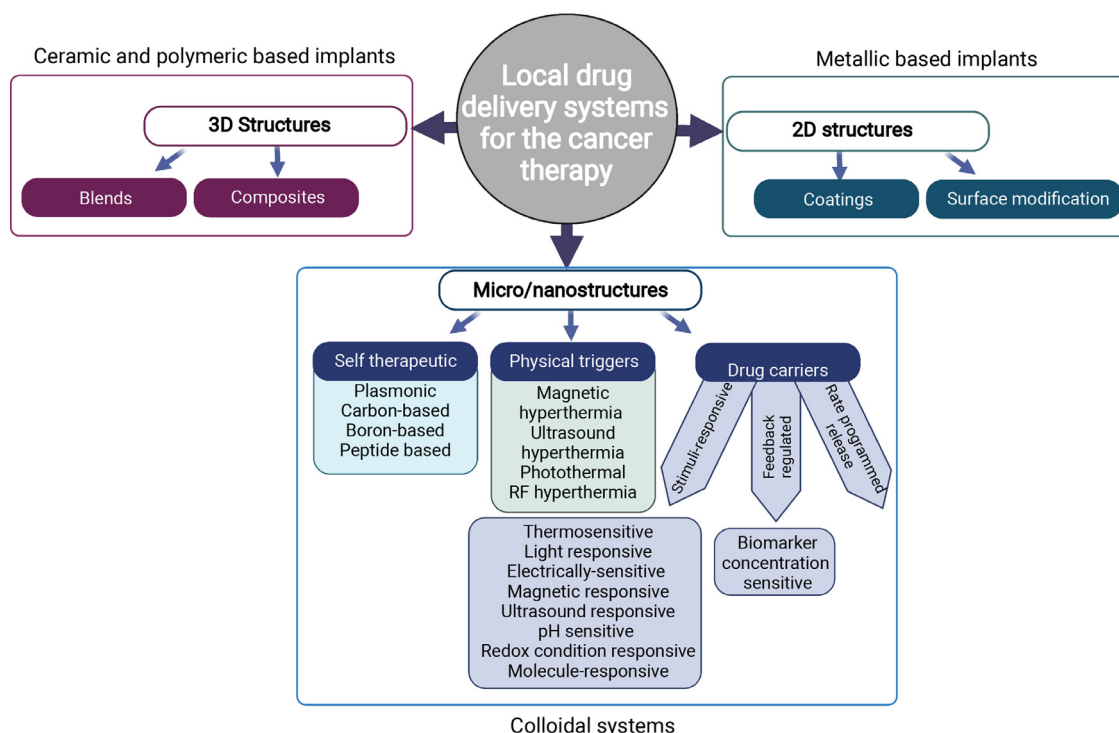 Ceramic and polymeric based implants
3D Structures
Blends
Composites
Local drug
delivery systems
for the cancer
therapy
Metallic based implants
2D structures
Coatings
Surface modification
Micro/nanostructures
Self therapeutic
Plasmonic
Carbon-based
Boron-based
Peptide based
Physical triggers
Magnetic
hyperthermia
Ultrasound
hyperthermia
Photothermal
RF hyperthermia
Drug carriers
Stimuli-responsive
Feedback
regulated
Rate programmed
release
Thermosensitive
Light responsive
Electrically-sensitive
Magnetic responsive
Ultrasound responsive
pH sensitive
Redox condition responsive
Molecule-responsive
Biomarker
concentration
sensitive
Colloidal systems